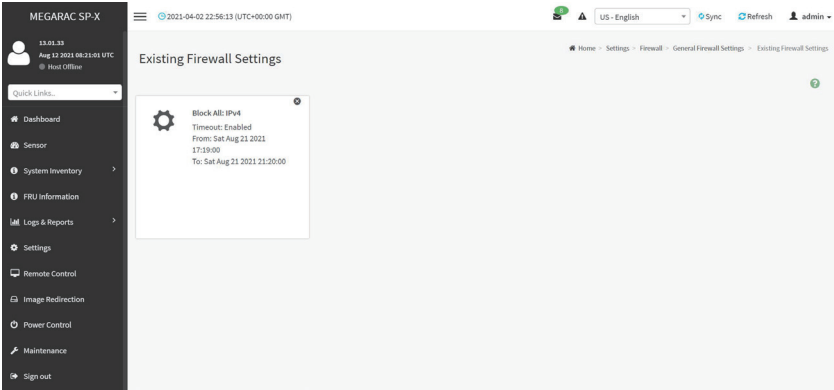 MEGARAC SP-X
2021-04-02 22:56:13 (UTC+00:00 GMT)
US - English
Sync
Refresh
admin
13.01.33
Aug 12 2021 08:21:01 UTC
Host Offline
Quick Links..
Dashboard
Sensor
System Inventory
FRU Information
Logs & Reports
Settings
Remote Control
Image Redirection
Power Control
Maintenance
Sign out
Existing Firewall Settings
Home > Settings > Firewall > General Firewall Settings > Existing Firewall Settings
Block All: IPv4
Timeout: Enabled
From: Sat Aug 21 2021
17:19:00
To: Sat Aug 21 2021 21:20:00